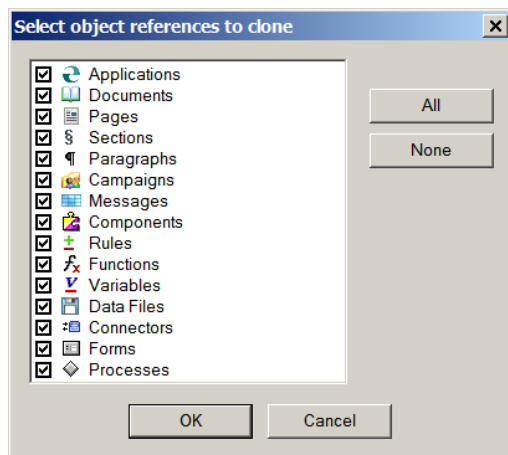 Select object references to clone
Applications
Documents
Pages
§ Sections
¶ Paragraphs
Campaigns
Messages
Components
Rules
fx Functions
V Variables
Data Files
Connectors
Forms
Processes
All
None
OK
Cancel